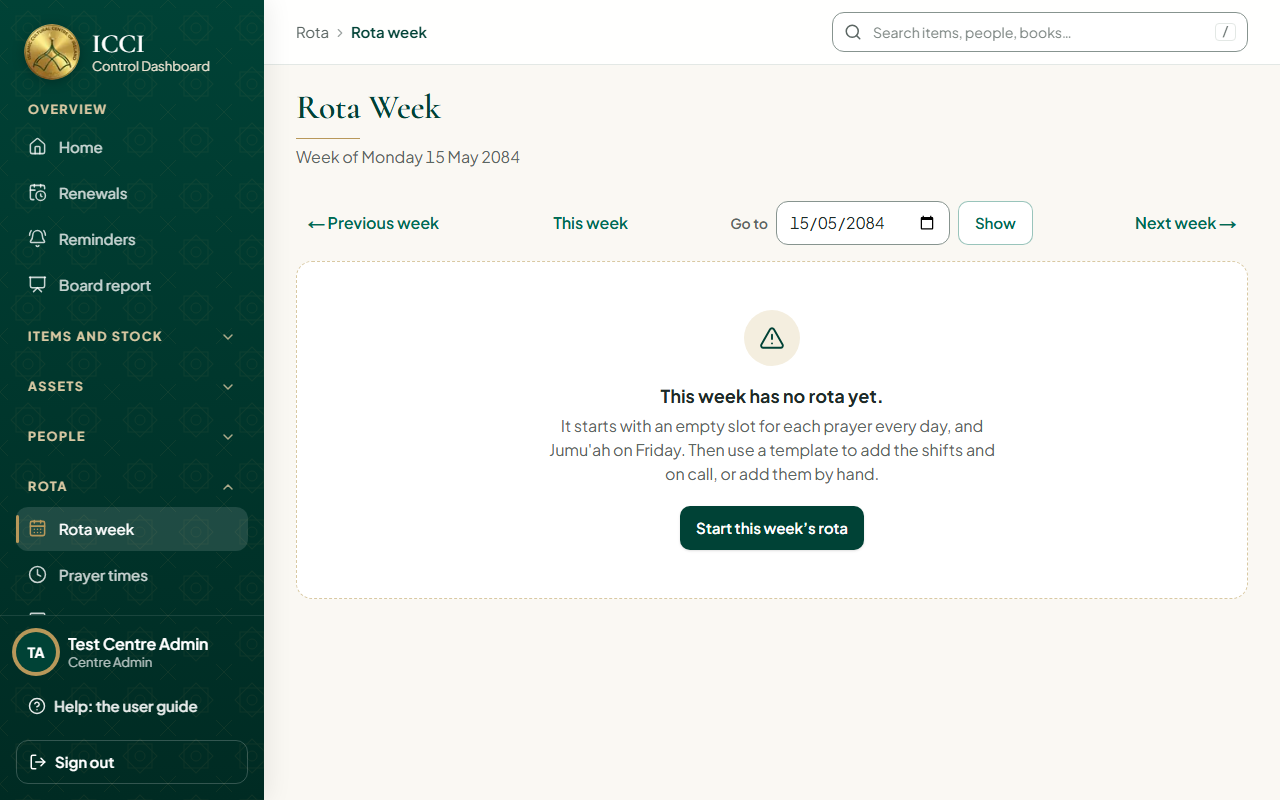 ICCI
Control Dashboard
OVERVIEW
Home
Renewals
Reminders
Board report
ITEMS AND STOCK
ASSETS
PEOPLE
ROTA
Rota week
Prayer times
TA
Test Centre Admin
Centre Admin
Help: the user guide
Sign out
Rota › Rota week
Search items, people, books… /
Rota Week
Week of Monday 15 May 2084
← Previous week
This week
Go to 15/05/2084 Show
Next week →
This week has no rota yet.
It starts with an empty slot for each prayer every day, and
Jumu'ah on Friday. Then use a template to add the shifts and
on call, or add them by hand.
Start this week’s rota